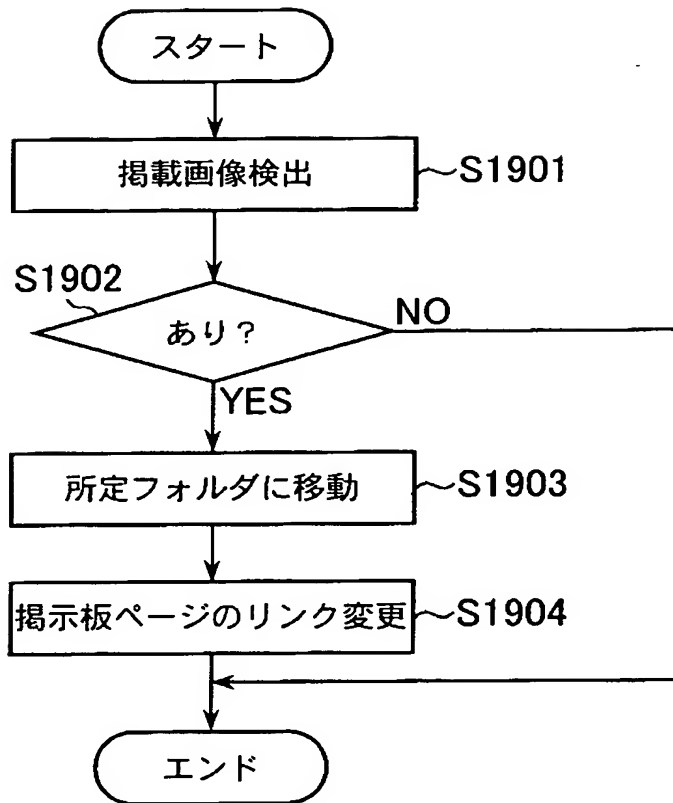 スタート
掲載画像検出
S1901
S1902
あり?
NO
YES
所定フォルダに移動
S1903
掲示板ページのリンク変更
S1904
エンド